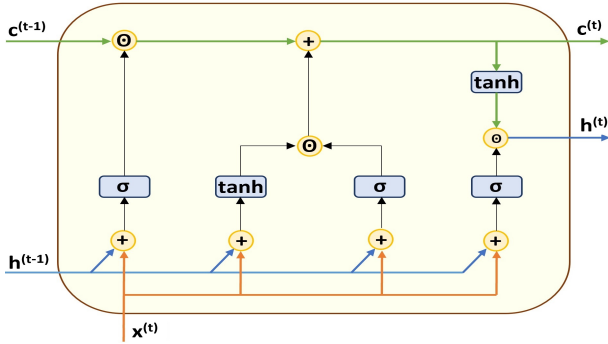 c(t-1) ʘ + c(t)
tanh
ʘ ʘ h(t)
σ tanh σ σ
+ + + +
h(t-1)
x(t)